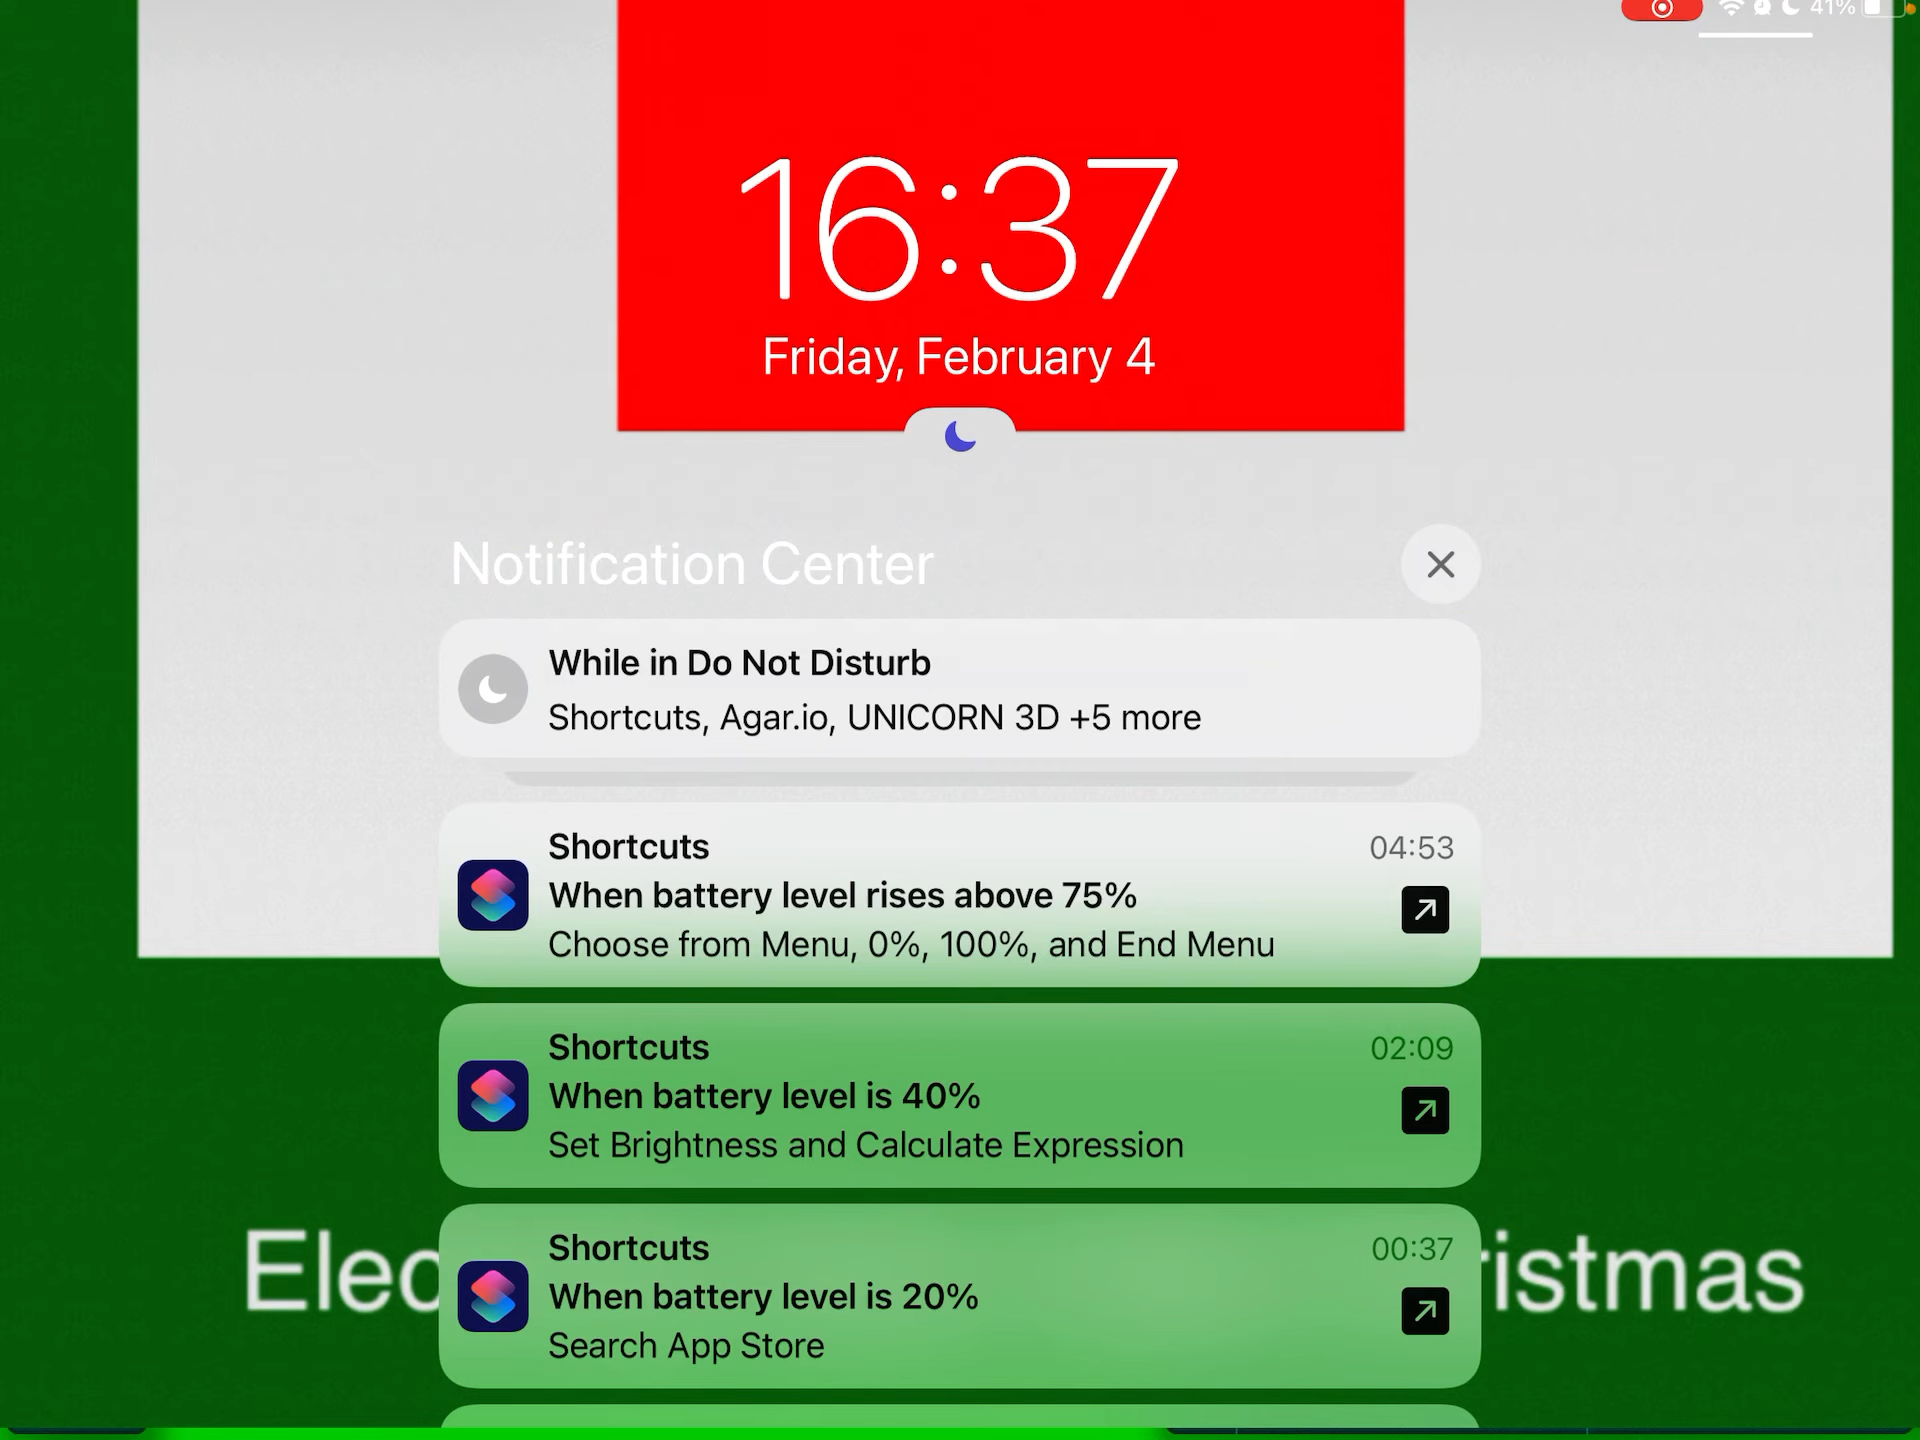 41%
16:37
Friday, February 4
Notification Center
While in Do Not Disturb
Shortcuts, Agar.io, UNICORN 3D +5 more
Shortcuts 04:53
When battery level rises above 75%
Choose from Menu, 0%, 100%, and End Menu
Shortcuts 02:09
When battery level is 40%
Set Brightness and Calculate Expression
Shortcuts 00:37
When battery level is 20%
Search App Store